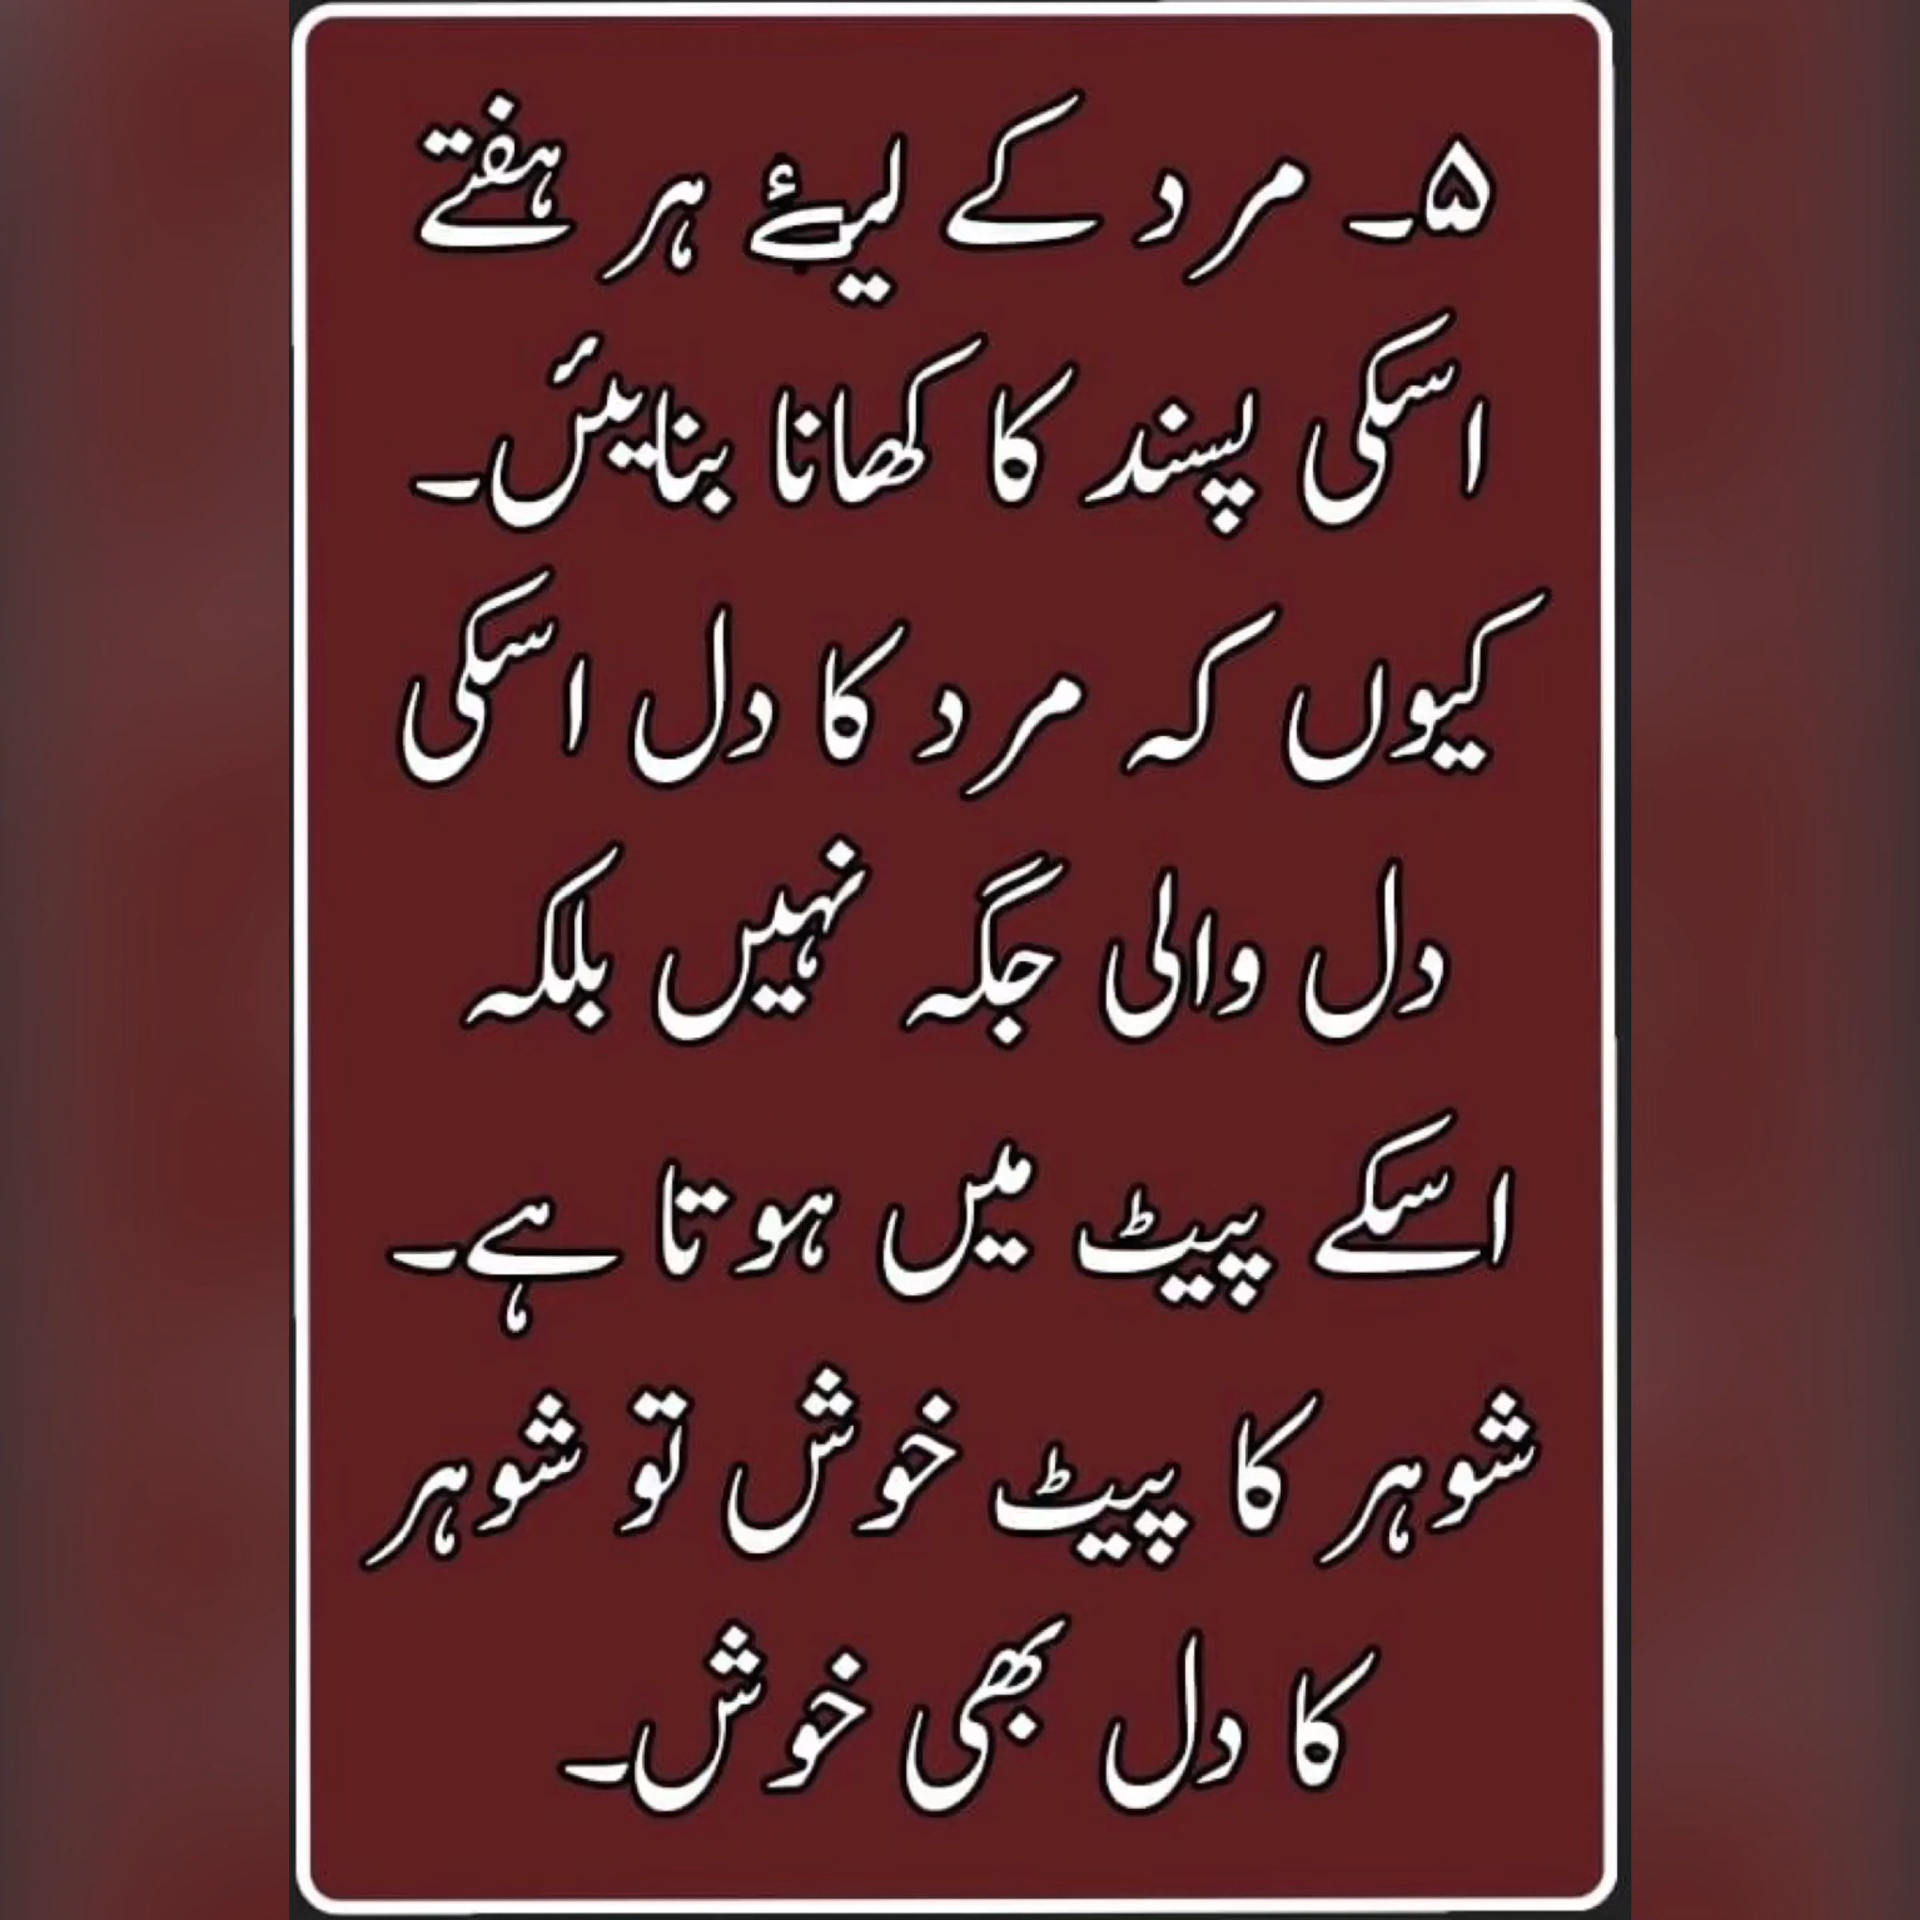 ۵۔ مرد کے لیئے ہر ہفتے
اسکی پسند کا کھانا بنایئں۔
کیوں کہ مرد کا دل اسکی
دل والی جگہ نہیں بلکہ
اسکے پیٹ میں ہوتا ہے۔
شوہر کا پیٹ خوش تو شوہر
کا دل بھی خوش۔